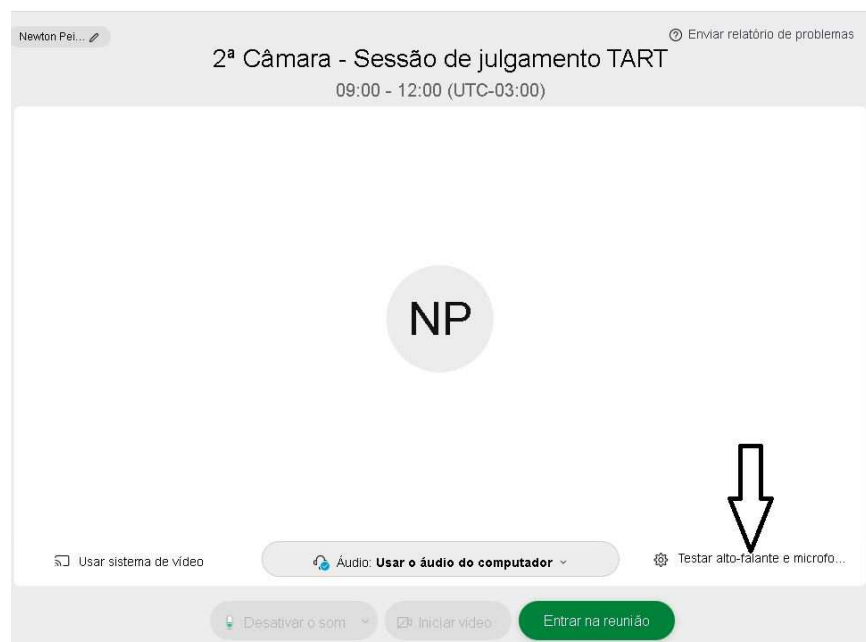 Newton Pei...
Enviar relatório de problemas
2ª Câmara - Sessão de julgamento TART
09:00 - 12:00 (UTC-03:00)
NP
Usar sistema de vídeo
Áudio: Usar o áudio do computador
Testar alto-falante e microfo...
Desativar o som
Iniciar vídeo
Entrar na reunião